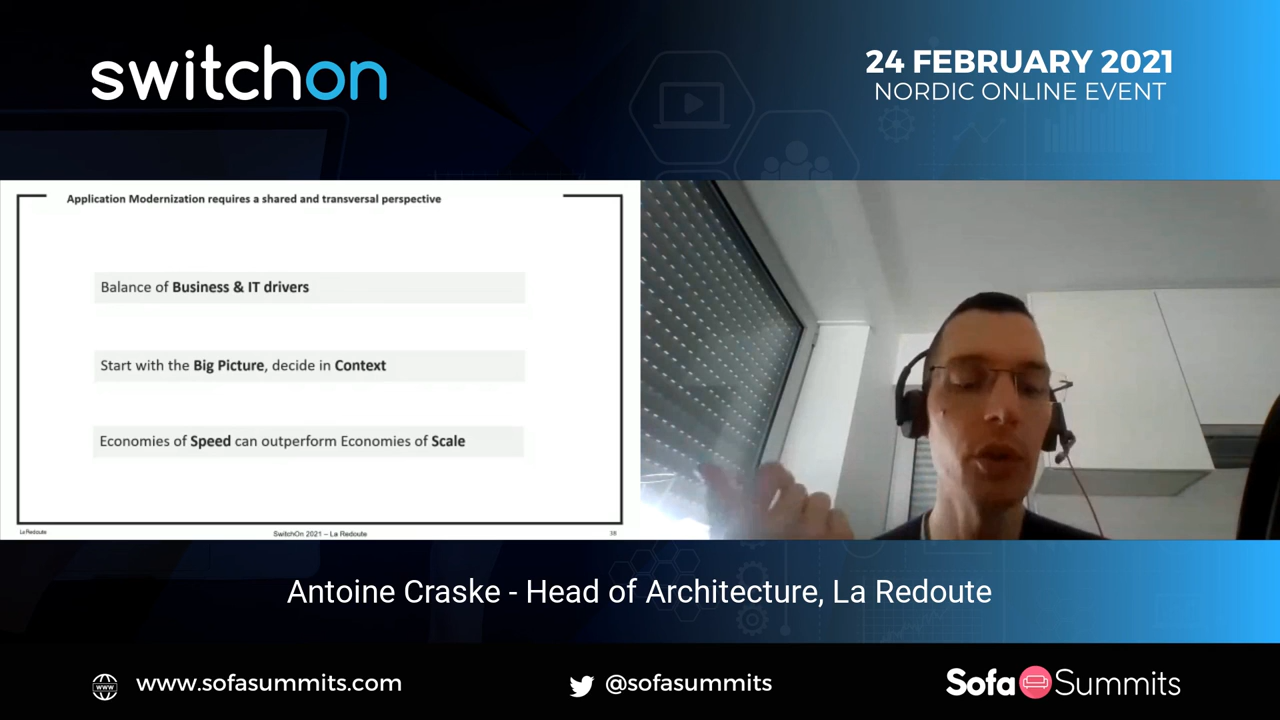 switchon
24 FEBRUARY 2021
NORDIC ONLINE EVENT
Application Modernization requires a shared and transversal perspective
Balance of Business & IT drivers
Start with the Big Picture, decide in Context
Economies of Speed can outperform Economies of Scale
La Redoute
SwitchOn 2021 – La Redoute
38
Antoine Craske - Head of Architecture, La Redoute
WWW
www.sofasummits.com
@sofasummits
Sofa Summits